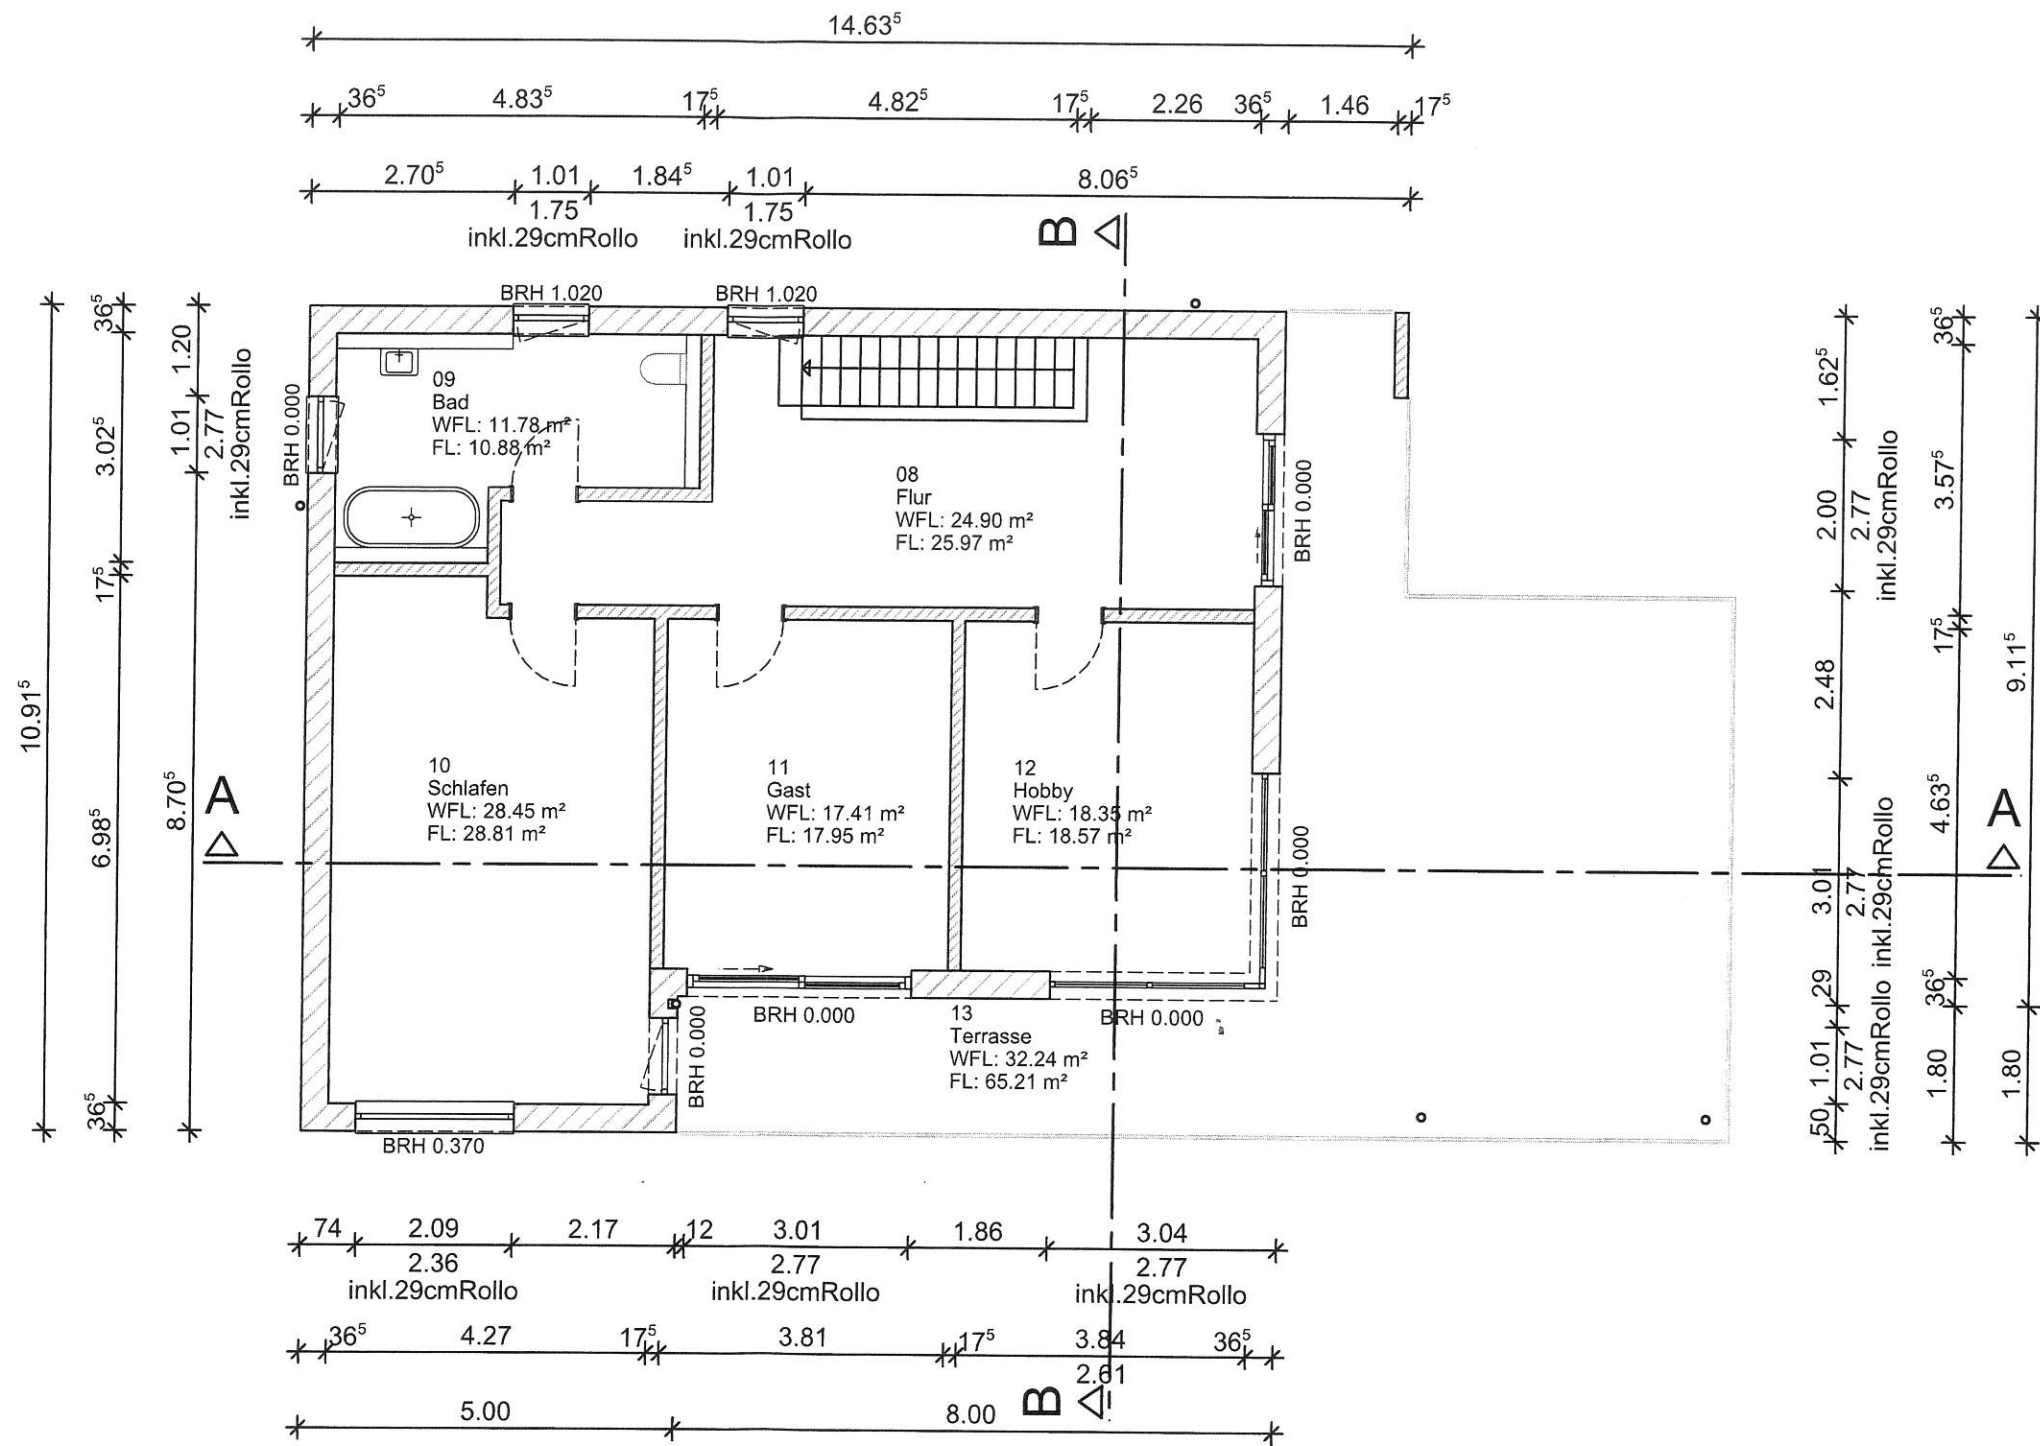 14.63⁵
36⁵ 4.83⁵ 17⁵ 4.82⁵ 17⁵ 2.26 36⁵ 1.46 17⁵
2.70⁵ 1.01 1.84⁵ 1.01 8.06⁵
1.75 1.75
inkl.29cmRollo inkl.29cmRollo
B
BRH 1.020 BRH 1.020
10.91⁵
36⁵ 3.02⁵ 17⁵ 6.98⁵ 36⁵
1.20 1.01 8.70⁵
2.77
inkl.29cmRollo
BRH 0.000
A
09
Bad
WFL: 11.78 m²
FL: 10.88 m²
08
Flur
WFL: 24.90 m²
FL: 25.97 m²
BRH 0.000
10
Schlafen
WFL: 28.45 m²
FL: 28.81 m²
11
Gast
WFL: 17.41 m²
FL: 17.95 m²
12
Hobby
WFL: 18.35 m²
FL: 18.57 m²
BRH 0.000
BRH 0.000
BRH 0.000
BRH 0.000
13
Terrasse
WFL: 32.24 m²
FL: 65.21 m²
BRH 0.370
1.62⁵ 2.00 2.48 3.01 29 1.01 50
2.77 2.77 2.77
inkl.29cmRollo inkl.29cmRollo inkl.29cmRollo
36⁵ 3.57⁵ 17⁵ 4.63⁵ 36⁵ 1.80
9.11⁵ 1.80
A
74 2.09 2.17 12 3.01 1.86 3.04
2.36 2.77 2.77
inkl.29cmRollo inkl.29cmRollo inkl.29cmRollo
36⁵ 4.27 17⁵ 3.81 17⁵ 3.84 36⁵
2.61
B
5.00 8.00